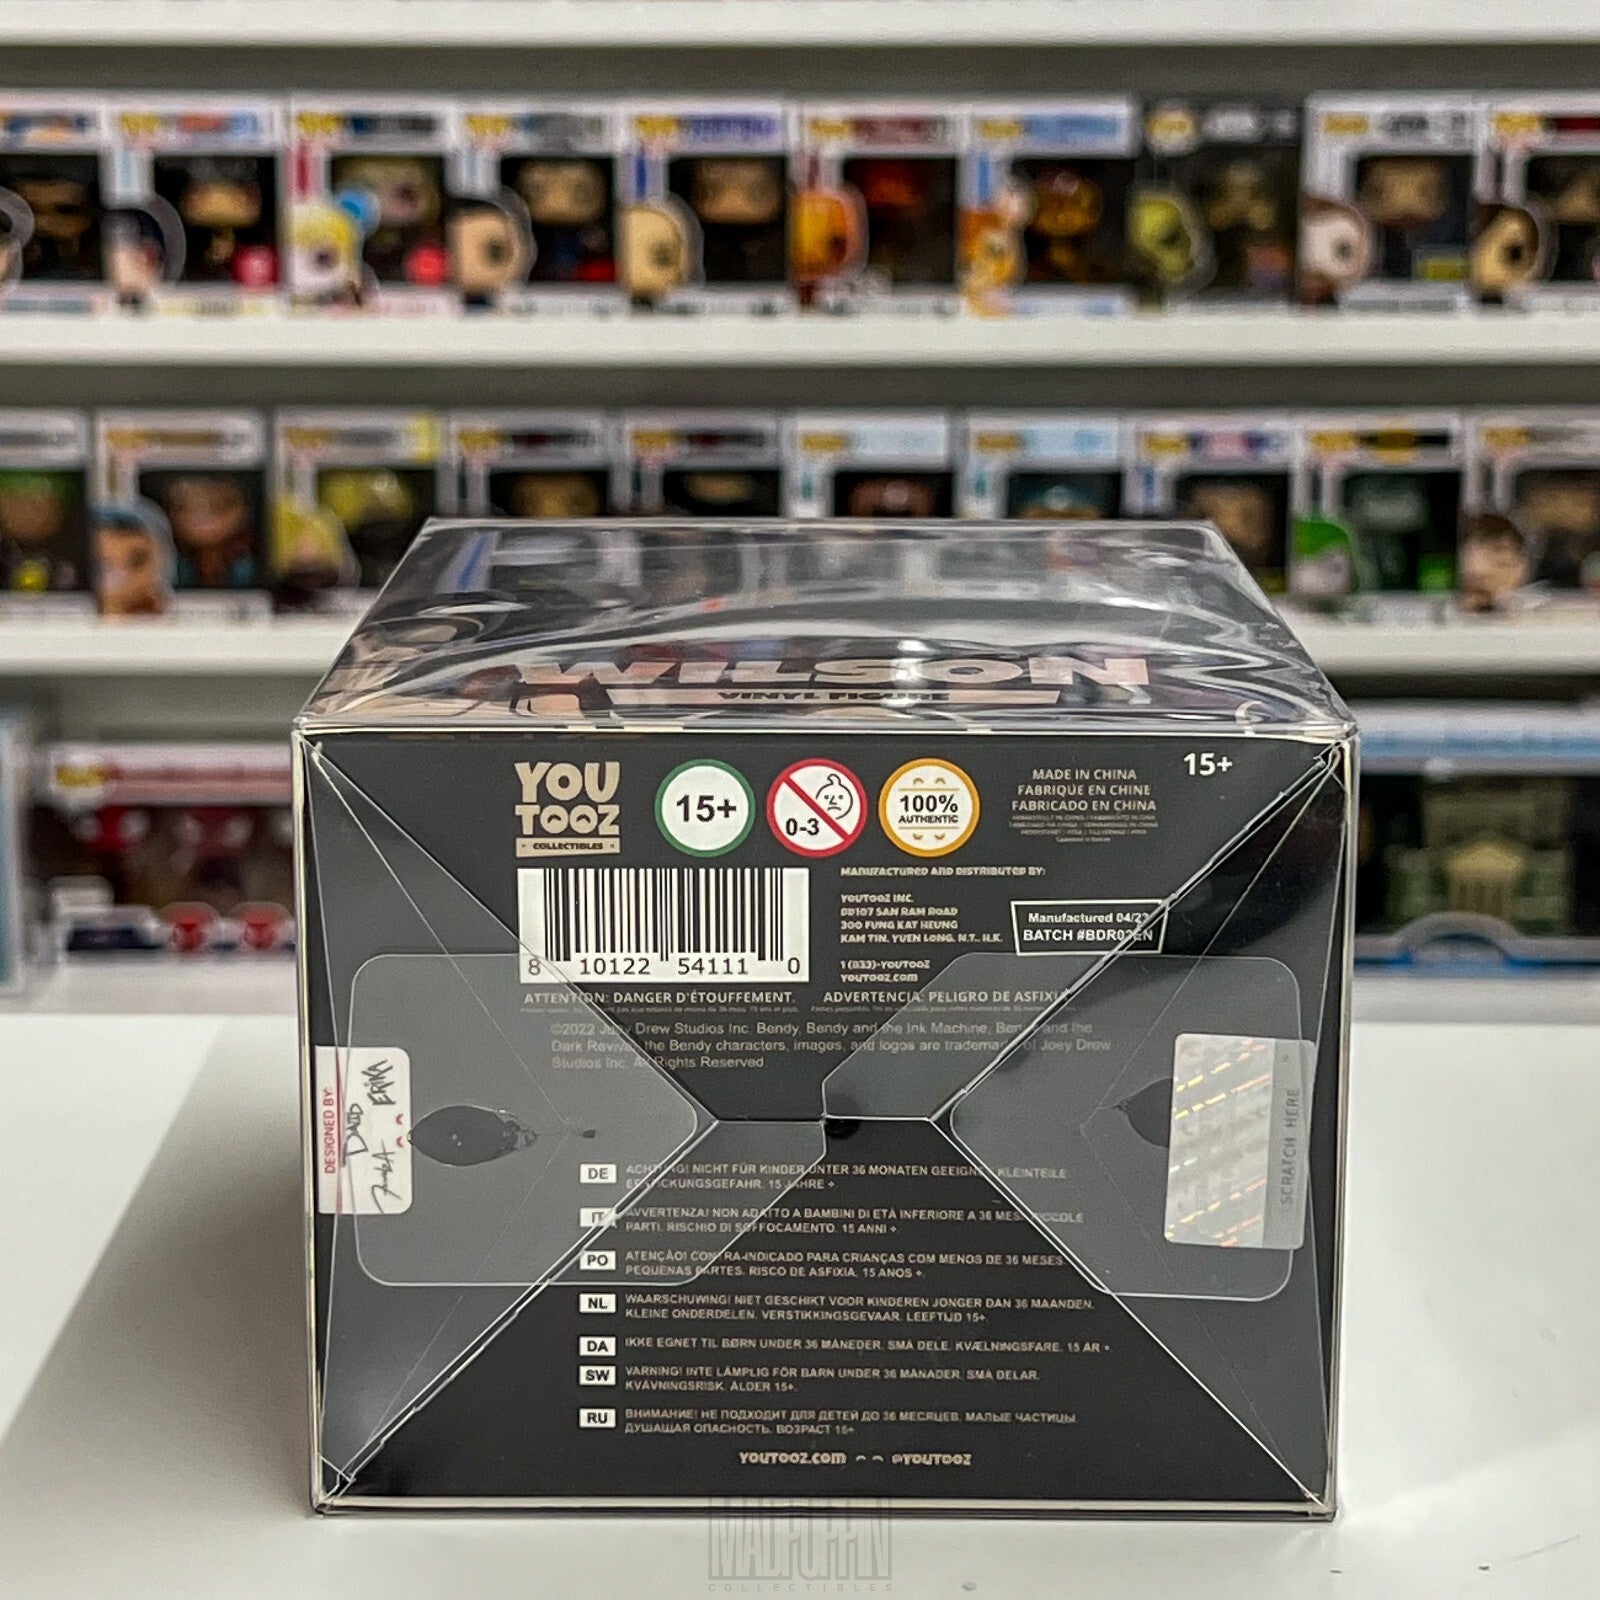 WILSON
VINYL FIGURE
15+
YOU
TOOZ
COLLECTIBLES
15+
0-3
100%
AUTHENTIC
MADE IN CHINA
FABRIQUÉ EN CHINE
FABRICADO EN CHINA
MANUFACTURED AND DISTRIBUTED BY:
YOUTOOZ INC.
DD107 SAN HAM ROAD
300 FUNG KAT HEUNG
KAM TIN, YUEN LONG, N.T., H.K.
1 (833)-YOUTOOZ
YOUTOOZ.COM
Manufactured 04/23
BATCH #BDR02EN
8 10122 54111 0
ATTENTION: DANGER D'ÉTOUFFEMENT.
ADVERTENCIA: PELIGRO DE ASFIXIA
©2022 Joey Drew Studios Inc. Bendy, Bendy and the Ink Machine, Bendy and the
Dark Revival, the Bendy characters, images, and logos are trademarks of Joey Drew
Studios Inc. All Rights Reserved
DESIGNED BY:
DAVID
ERIKA
SCRATCH HERE
DE ACHTUNG! NICHT FÜR KINDER UNTER 36 MONATEN GEEIGNET KLEINTEILE.
ERSTICKUNGSGEFAHR. 15 JAHRE +
IT AVVERTENZA! NON ADATTO A BAMBINI DI ETÀ INFERIORE A 36 MESI. PICCOLE
PARTI. RISCHIO DI SOFFOCAMENTO. 15 ANNI +
PO ATENÇÃO! CONTRA-INDICADO PARA CRIANÇAS COM MENOS DE 36 MESES.
PEQUENAS PARTES. RISCO DE ASFIXIA. 15 ANOS +
NL WAARSCHUWING! NIET GESCHIKT VOOR KINDEREN JONGER DAN 36 MAANDEN.
KLEINE ONDERDELEN. VERSTIKKINGSGEVAAR. LEEFTIJD 15+
DA IKKE EGNET TIL BØRN UNDER 36 MÅNEDER. SMÅ DELE. KVÆLNINGSFARE. 15 ÅR +
SW VARNING! INTE LÄMPLIG FÖR BARN UNDER 36 MÅNADER. SMÅ DELAR.
KVÄVNINGSRISK. ÅLDER 15+.
RU ВНИМАНИЕ! НЕ ПОДХОДИТ ДЛЯ ДЕТЕЙ ДО 36 МЕСЯЦЕВ. МАЛЫЕ ЧАСТИЦЫ.
ДУШАЩАЯ ОПАСНОСТЬ. ВОЗРАСТ 15+
YOUTOOZ.COM @YOUTOOZ
MADPOPPIN
COLLECTIBLES